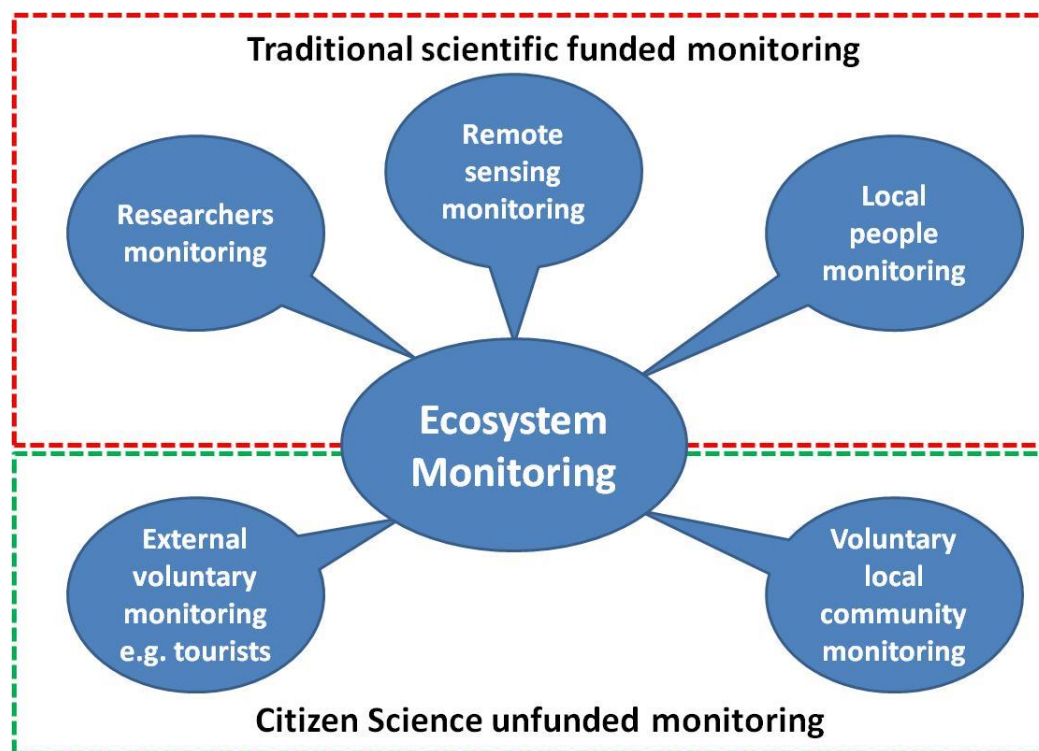 Traditional scientific funded monitoring
Remote
sensing
monitoring
Researchers
monitoring
Local
people
monitoring
Ecosystem
Monitoring
External
voluntary
monitoring
e.g. tourists
Voluntary
local
community
monitoring
Citizen Science unfunded monitoring